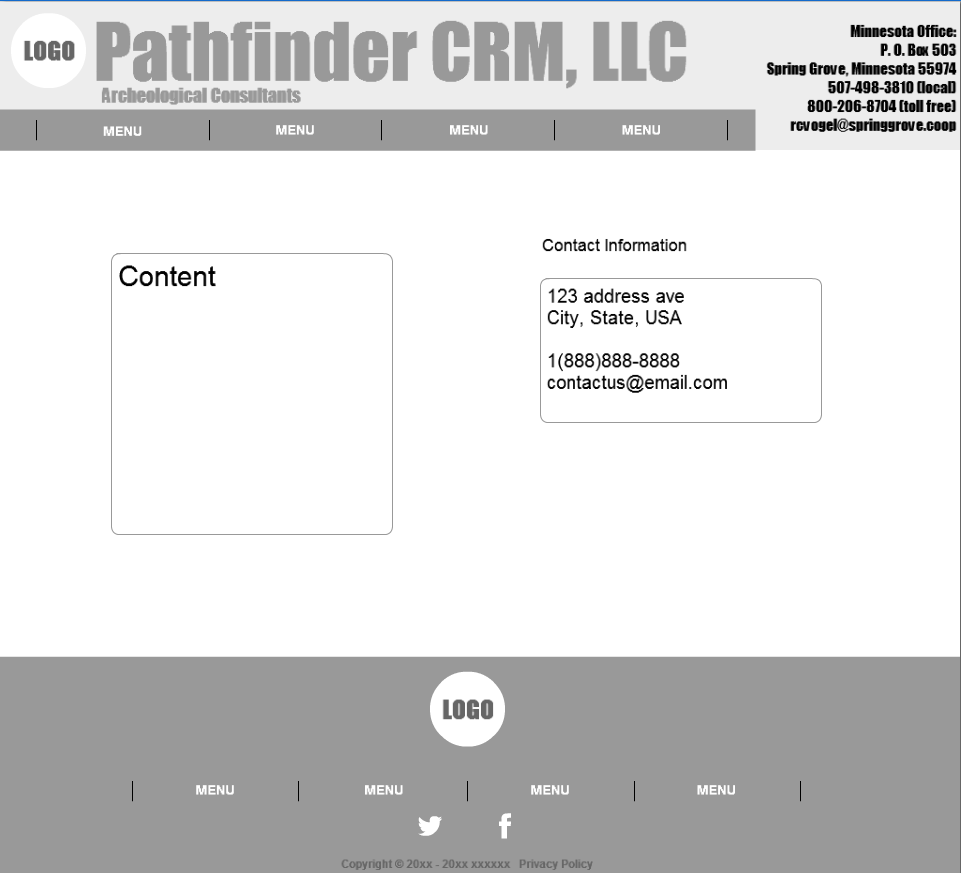 LOGO
Pathfinder CRM, LLC
Archeological Consultants
Minnesota Office:
P. O. Box 503
Spring Grove, Minnesota 55974
507-498-3810 (local)
800-206-8704 (toll free)
rcvogel@springgrove.coop
MENU MENU MENU MENU
Content
Contact Information
123 address ave
City, State, USA
1(888)888-8888
contactus@email.com
LOGO
MENU MENU MENU MENU
Copyright © 20xx - 20xx xxxxxx Privacy Policy